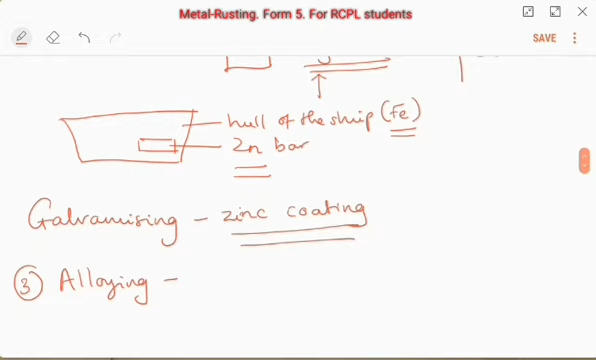 Metal-Rusting. Form 5. For RCPL students
SAVE
hull of the ship (Fe)
Zn bar
Galvanising - zinc coating
③ Alloying -